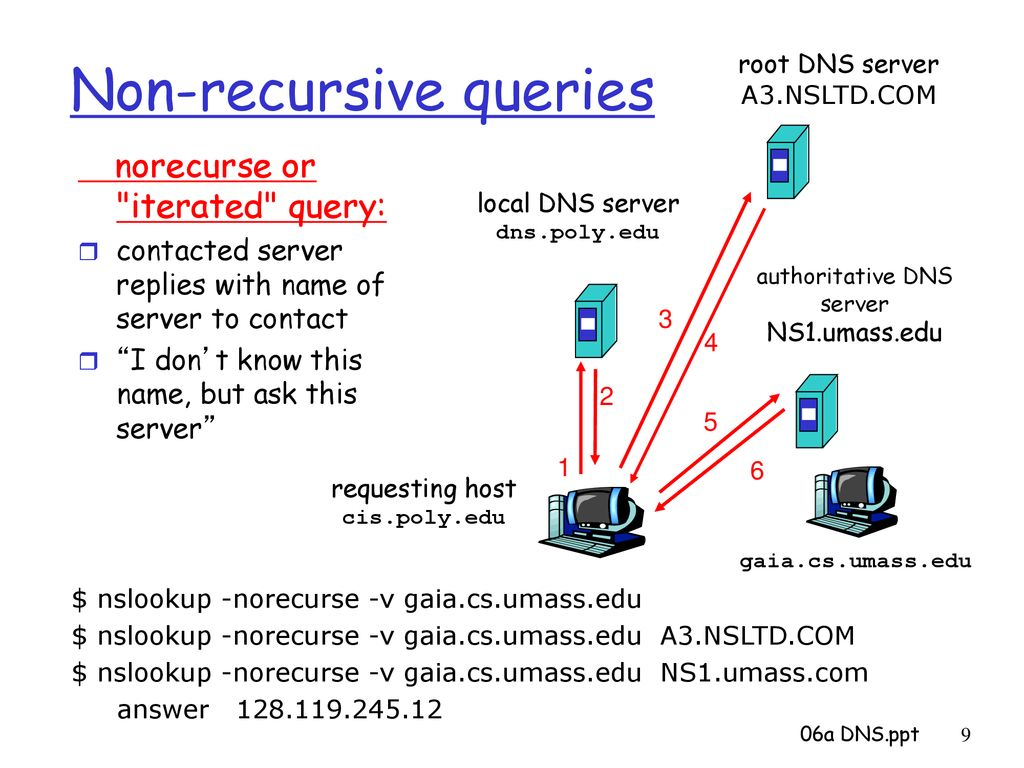 Non-recursive queries
norecurse or
"iterated" query:
contacted server
replies with name of
server to contact
“I don’t know this
name, but ask this
server”
root DNS server
A3.NSLTD.COM
local DNS server
dns.poly.edu
authoritative DNS
server
NS1.umass.edu
3
4
2
5
1
6
requesting host
cis.poly.edu
gaia.cs.umass.edu
$ nslookup -norecurse -v gaia.cs.umass.edu
$ nslookup -norecurse -v gaia.cs.umass.edu A3.NSLTD.COM
$ nslookup -norecurse -v gaia.cs.umass.edu NS1.umass.com
answer 128.119.245.12
06a DNS.ppt 9